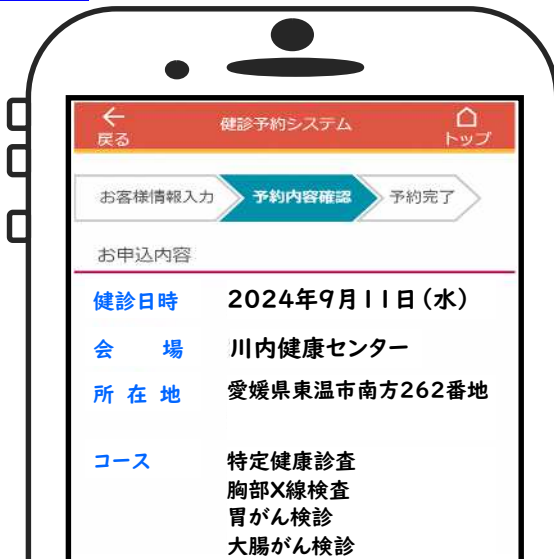 ← 健診予約システム
戻る トップ
お客様情報入力 予約内容確認 予約完了
お申込内容
健診日時 2024年9月11日(水)
会 場 川内健康センター
所 在 地 愛媛県東温市南方262番地
コース 特定健康診査
胸部X線検査
胃がん検診
大腸がん検診